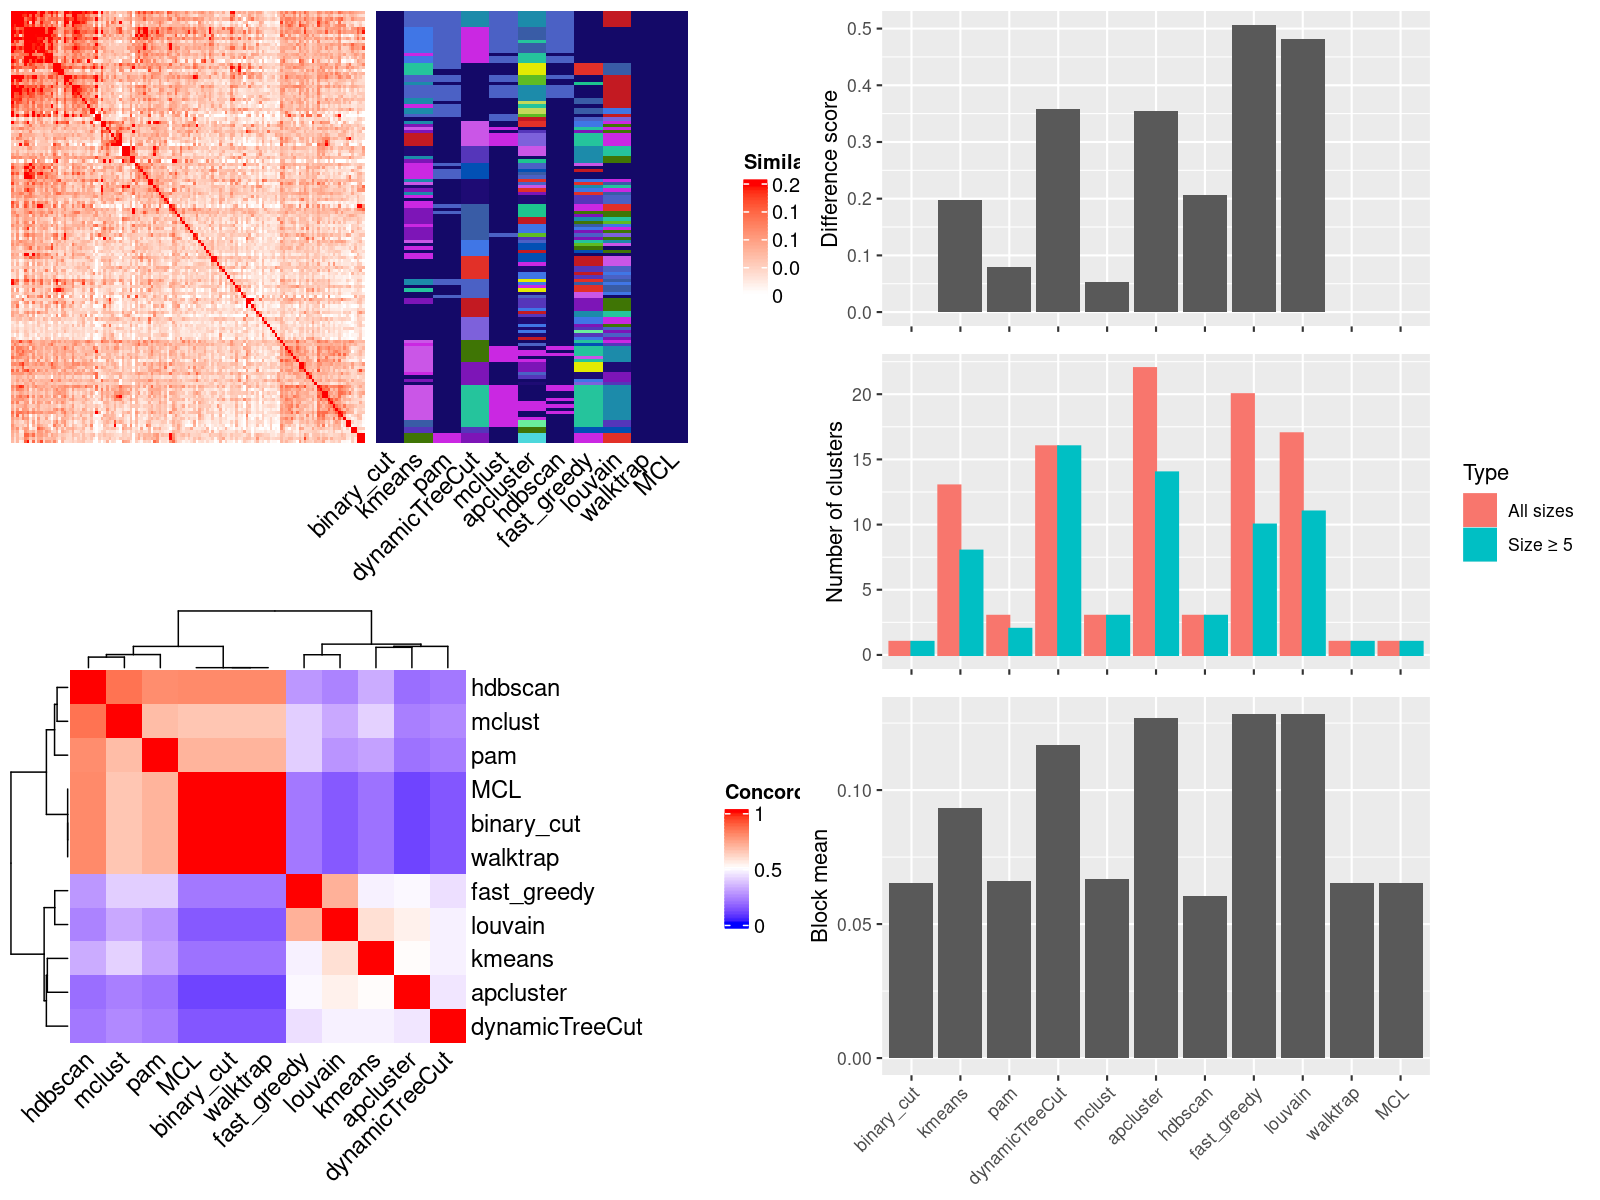 binary_cut
kmeans
pam
dynamicTreeCut
mclust
apcluster
hdbscan
fast_greedy
louvain
walktrap
MCL
Simila
0.2
0.1
0.1
0.0
0
hdbscan
mclust
pam
MCL
binary_cut
walktrap
fast_greedy
louvain
kmeans
apcluster
dynamicTreeCut
hdbscan
mclust
pam
MCL
binary_cut
walktrap
fast_greedy
louvain
kmeans
apcluster
dynamicTreeCut
Concord
1
0.5
0
Difference score
0.5
0.4
0.3
0.2
0.1
0.0
Number of clusters
20
15
10
5
0
Type
All sizes
Size ≥ 5
Block mean
0.10
0.05
0.00
binary_cut
kmeans
pam
dynamicTreeCut
mclust
apcluster
hdbscan
fast_greedy
louvain
walktrap
MCL